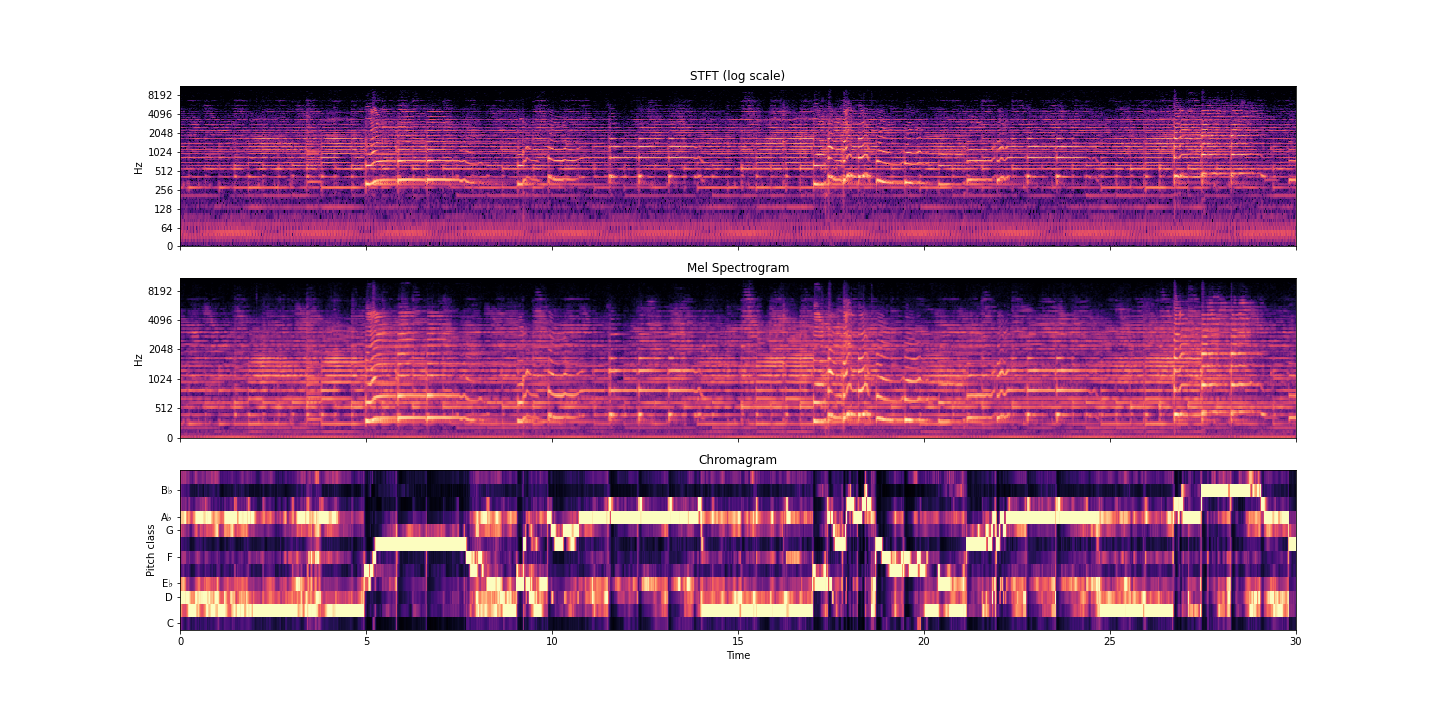 STFT (log scale)
8192
4096
2048
1024
512
256
128
64
0
Hz
Mel Spectrogram
8192
4096
2048
1024
512
0
Hz
Chromagram
B♭
A♭
G
F
E♭
D
C
Pitch class
0 5 10 15 20 25 30
Time